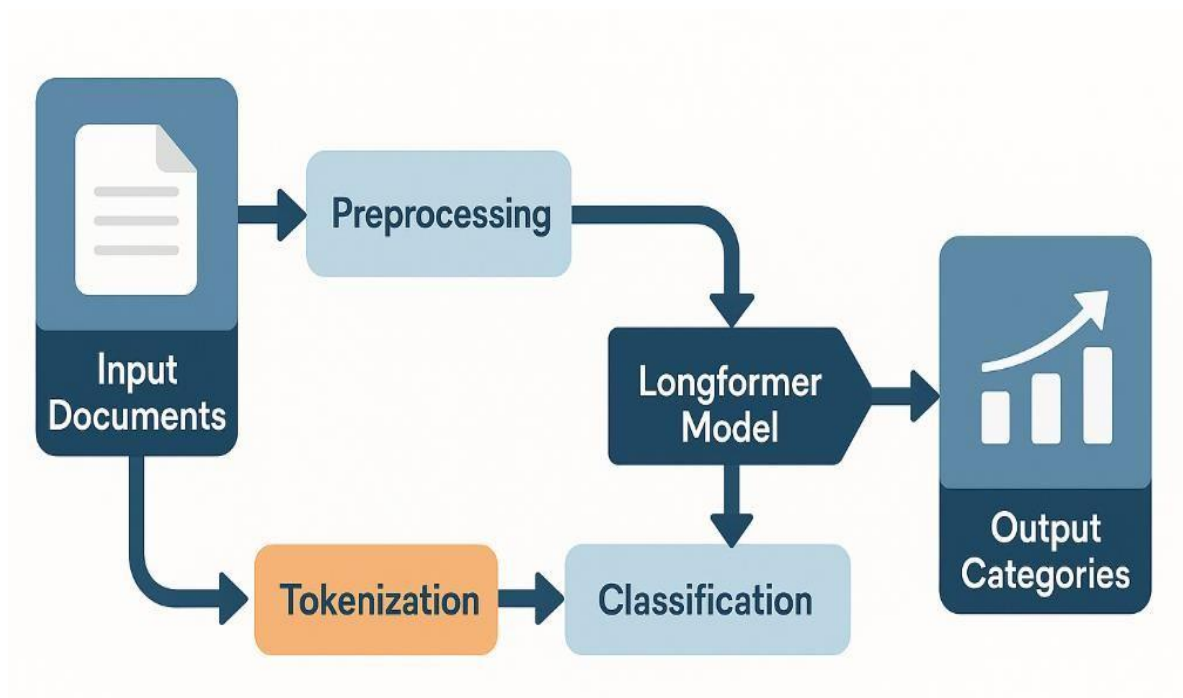 Input
Documents
Preprocessing
Longformer
Model
Tokenization
Classification
Output
Categories